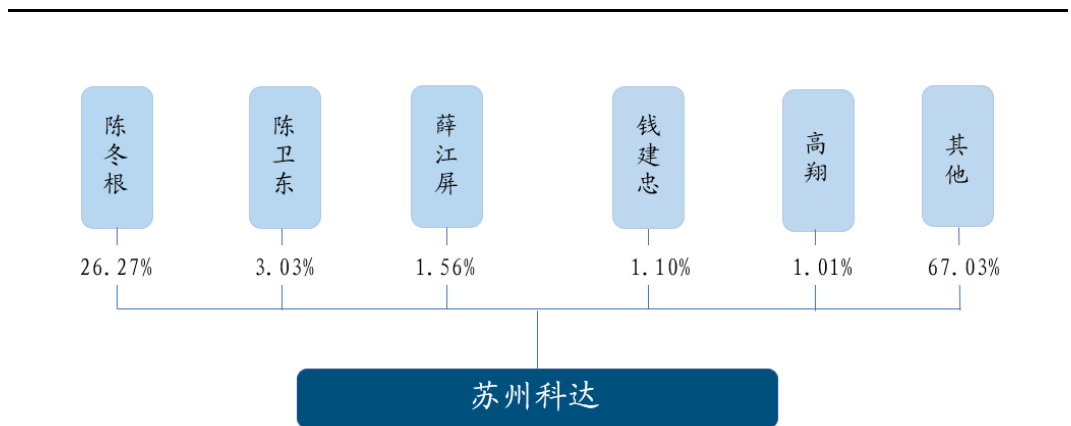 陈冬根
陈卫东
薛江屏
钱建忠
高翔
其他
26.27%
3.03%
1.56%
1.10%
1.01%
67.03%
苏州科达